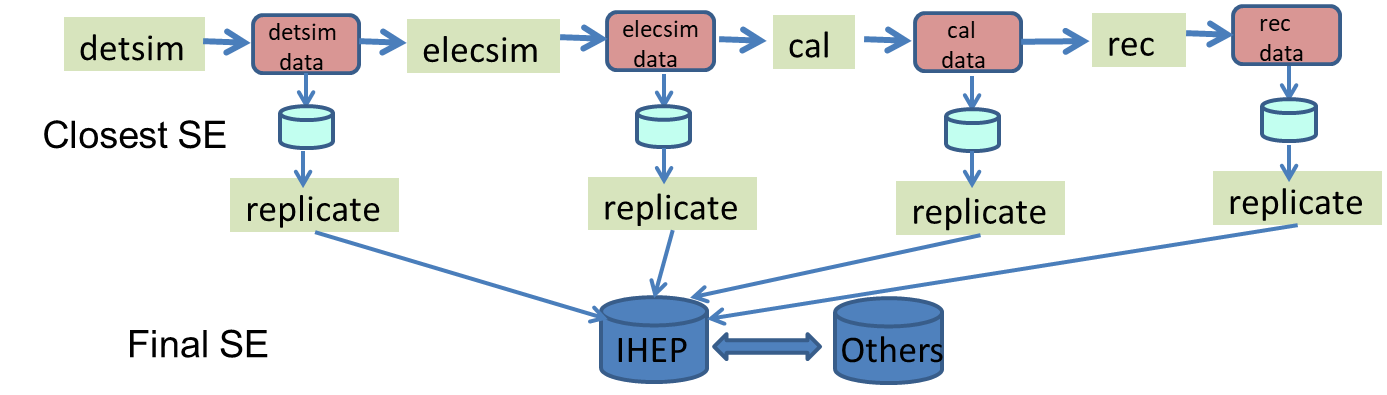 detsim
detsim
data
elecsim
elecsim
data
cal
cal
data
rec
rec
data
Closest SE
replicate
replicate
replicate
replicate
Final SE
IHEP
Others